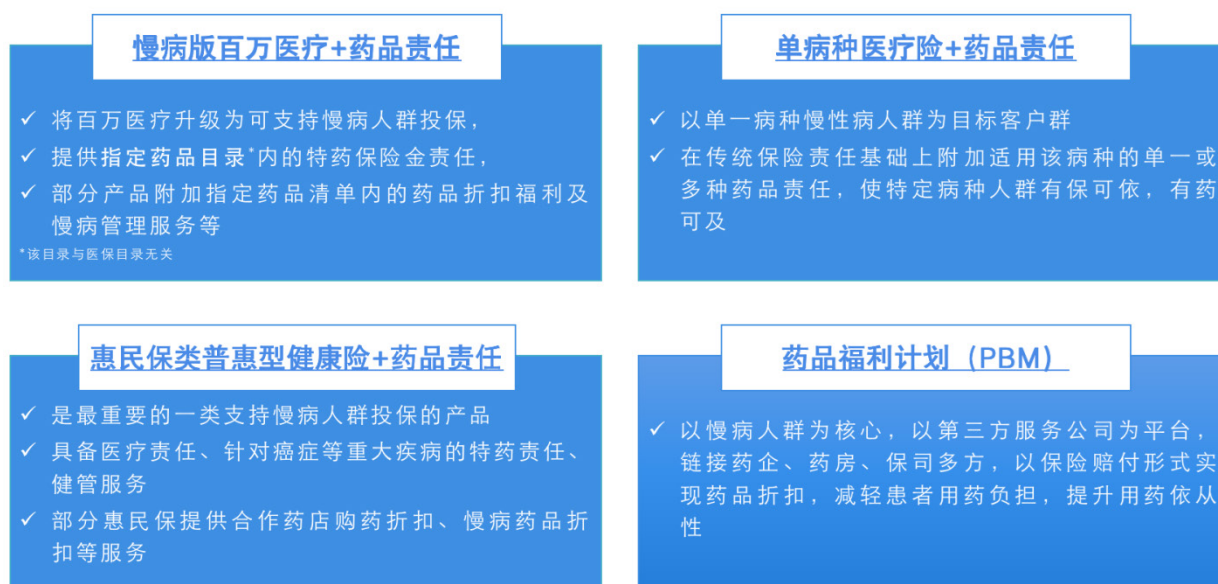 慢病版百万医疗+药品责任
✓ 将百万医疗升级为可支持慢病人群投保，
✓ 提供指定药品目录*内的特药保险金责任，
✓ 部分产品附加指定药品清单内的药品折扣福利及
慢病管理服务等
*该目录与医保目录无关
单病种医疗险+药品责任
✓ 以单一病种慢性病人群为目标客户群
✓ 在传统保险责任基础上附加适用该病种的单一或
多种药品责任，使特定病种人群有保可依，有药
可及
惠民保类普惠型健康险+药品责任
✓ 是最重要的一类支持慢病人群投保的产品
✓ 具备医疗责任、针对癌症等重大疾病的特药责任、
健管服务
✓ 部分惠民保提供合作药店购药折扣、慢病药品折
扣等服务
药品福利计划（PBM）
✓ 以慢病人群为核心，以第三方服务公司为平台，
链接药企、药房、保司多方，以保险赔付形式实
现药品折扣，减轻患者用药负担，提升用药依从
性